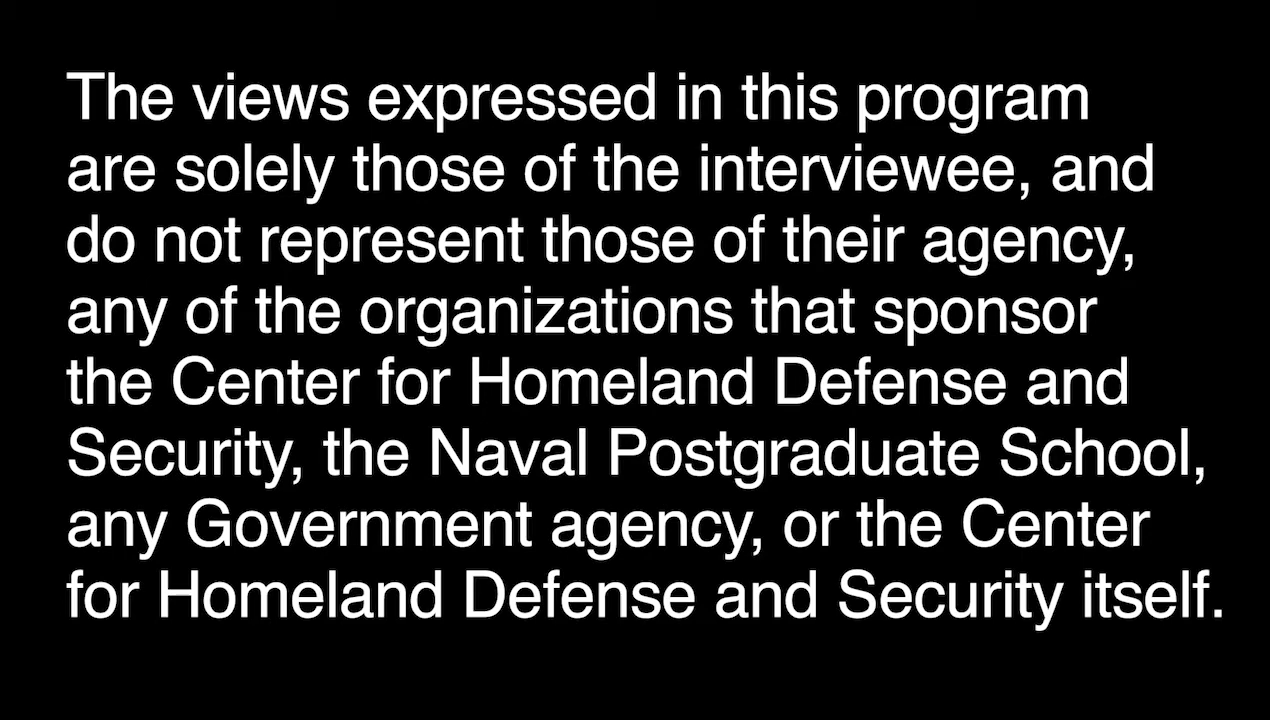 The views expressed in this program
are solely those of the interviewee, and
do not represent those of their agency,
any of the organizations that sponsor
the Center for Homeland Defense and
Security, the Naval Postgraduate School,
any Government agency, or the Center
for Homeland Defense and Security itself.